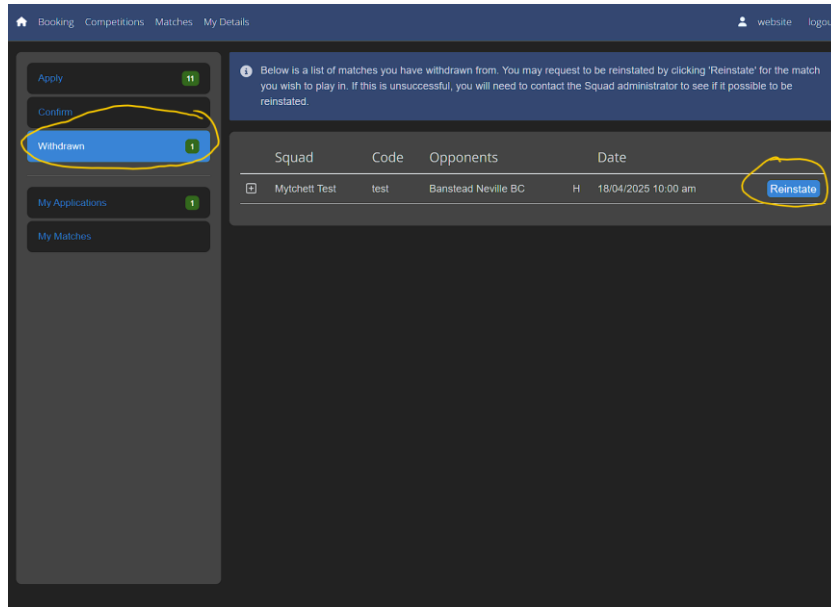 Booking Competitions Matches My Details website
Apply 11
Confirm
Withdrawn 1
My Applications 1
My Matches
Below is a list of matches you have withdrawn from. You may request to be reinstated by clicking 'Reinstate' for the match
you wish to play in. If this is unsuccessful, you will need to contact the Squad administrator to see if it possible to be
reinstated.
Squad Code Opponents Date
Mytchett Test test Banstead Neville BC H 18/04/2025 10:00 am Reinstate